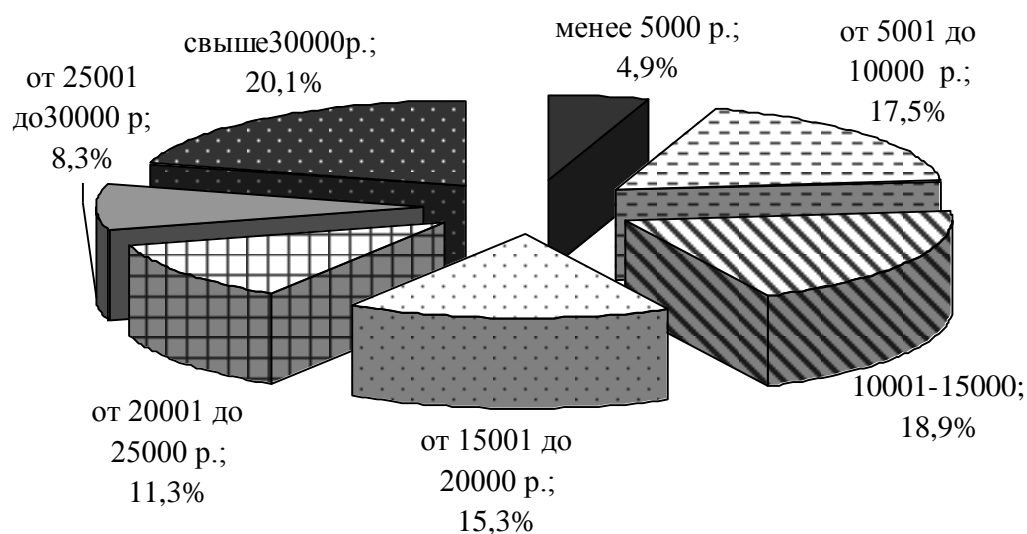 менее 5000 р.;
4,9%
от 5001 до
10000 р.;
17,5%
10001-15000;
18,9%
от 15001 до
20000 р.;
15,3%
от 20001 до
25000 р.;
11,3%
от 25001
до30000 р;
8,3%
свыше30000р.;
20,1%